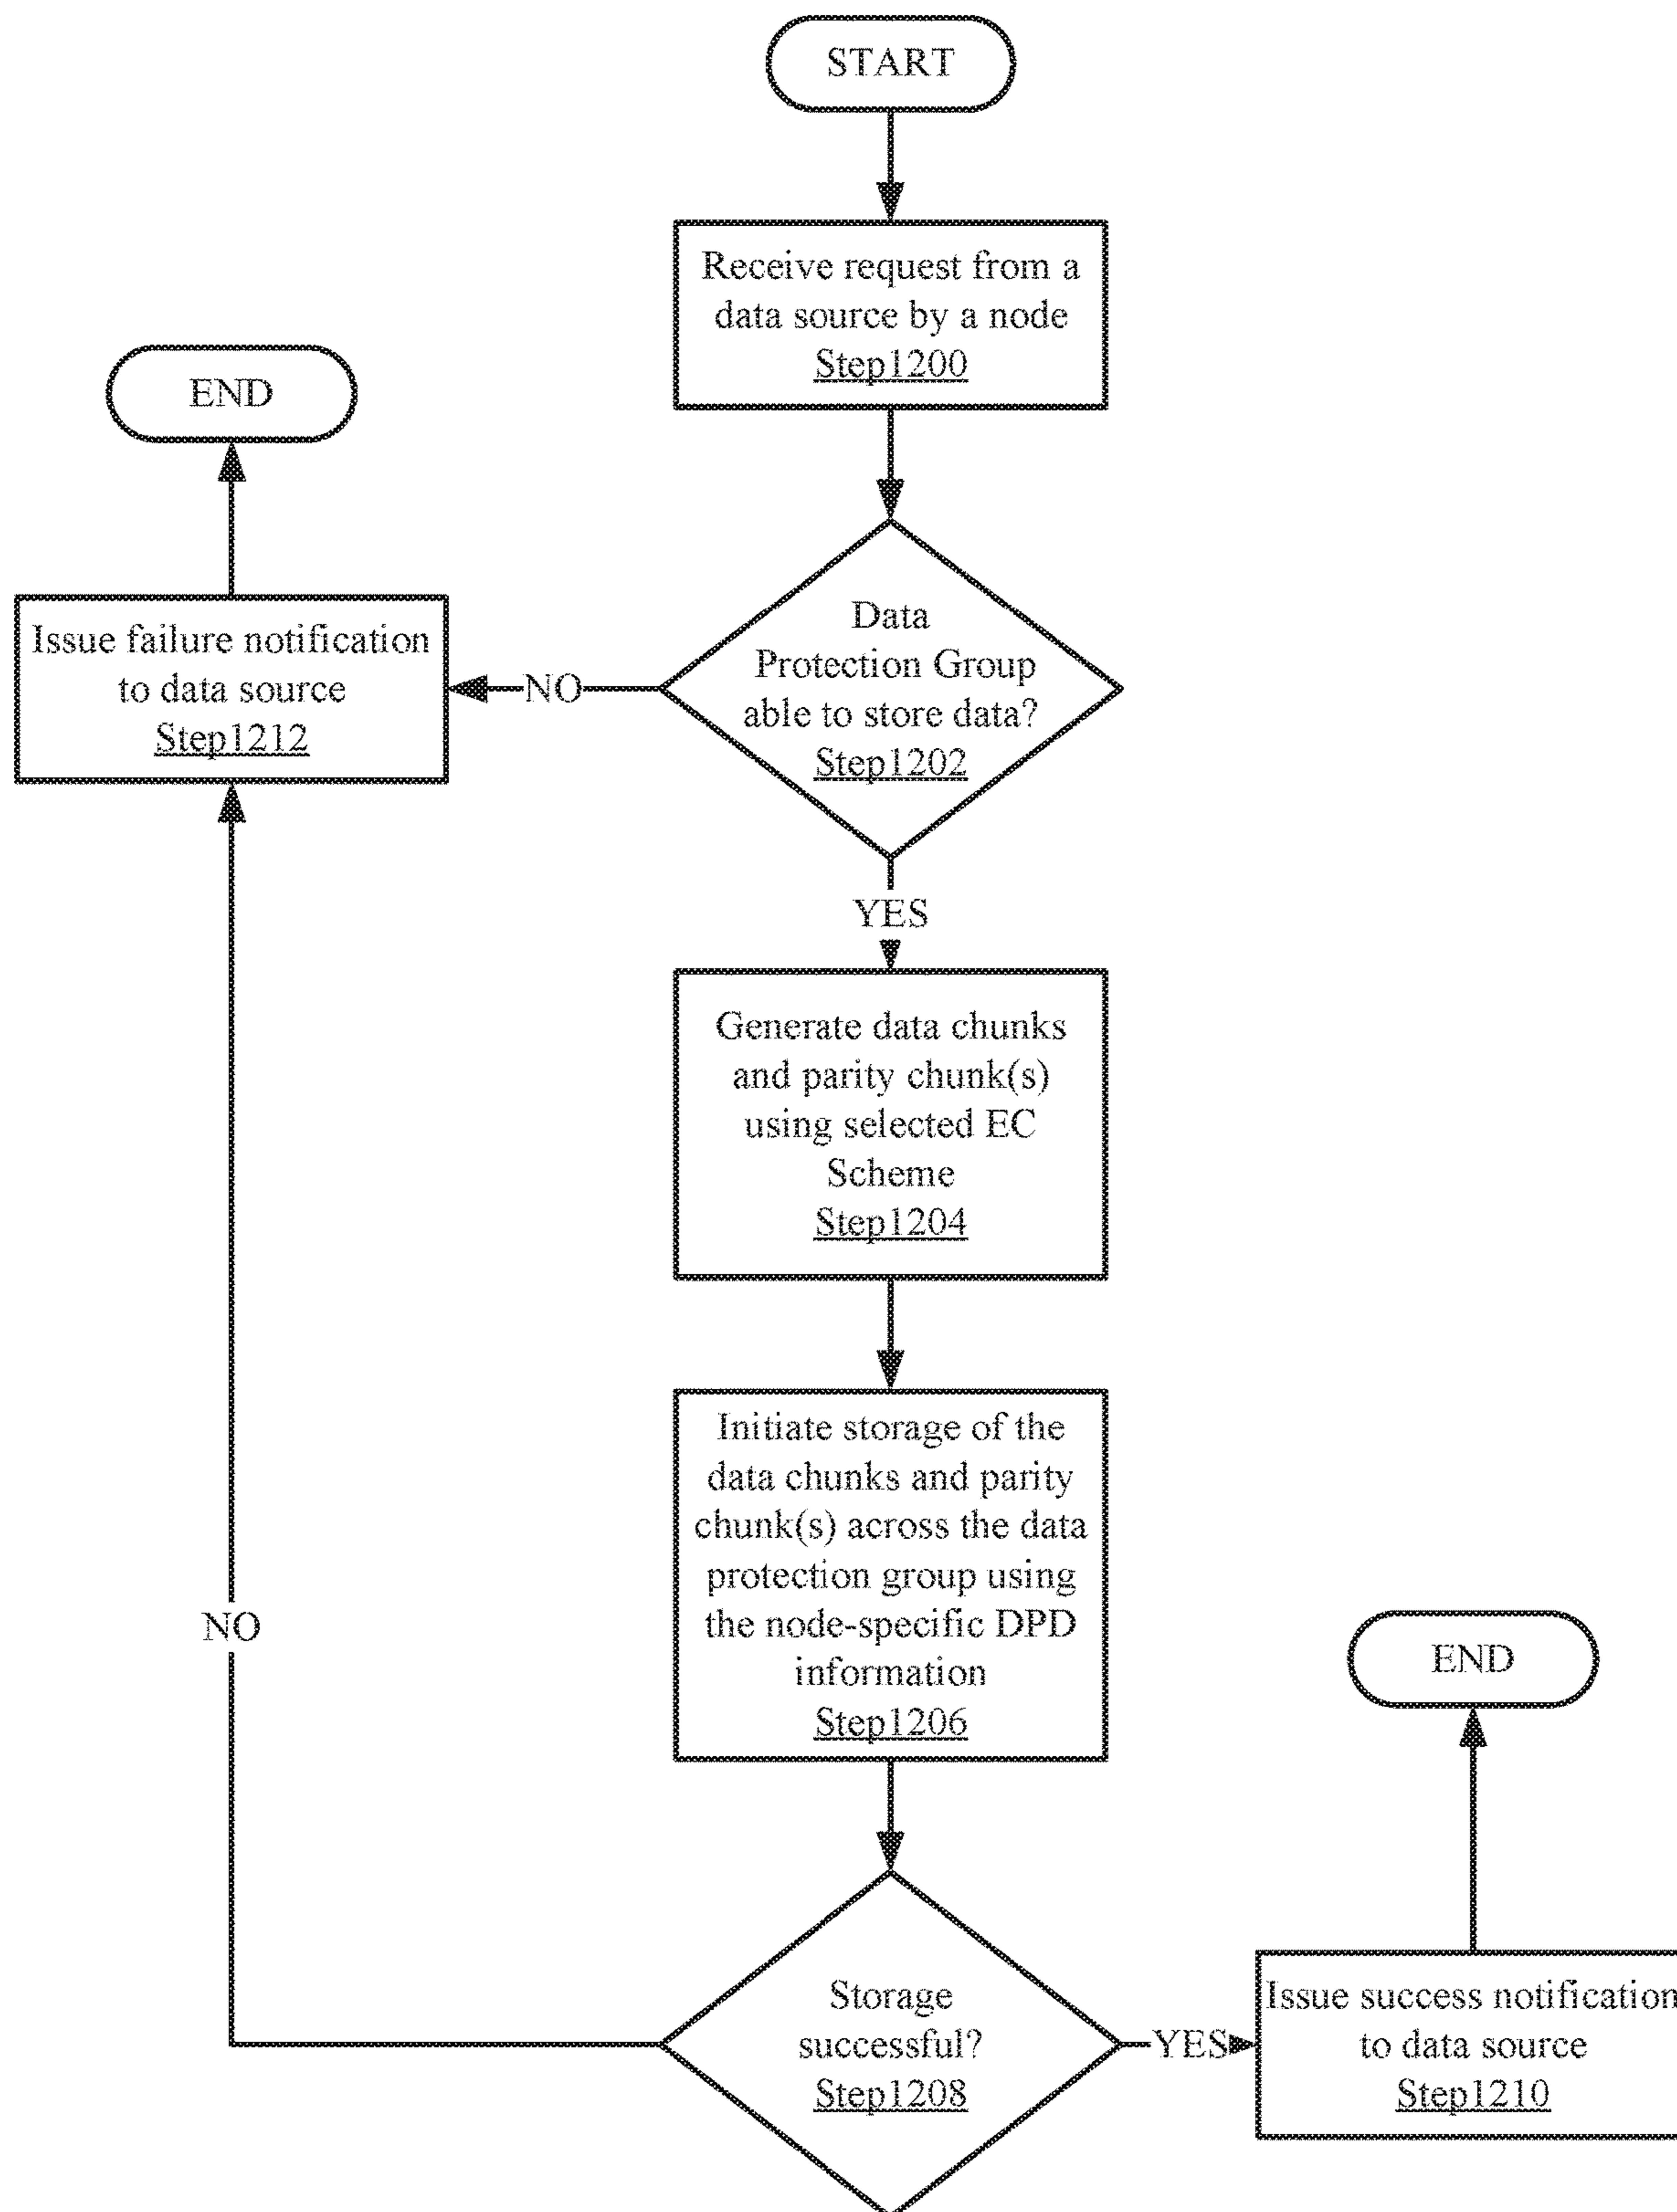 START
Receive request from a
data source by a node
Step1200
END
Data
Protection Group
able to store data?
Step1202
NO
Issue failure notification
to data source
Step1212
YES
Generate data chunks
and parity chunk(s)
using selected EC
Scheme
Step1204
Initiate storage of the
data chunks and parity
chunk(s) across the data
protection group using
the node-specific DPD
information
Step1206
NO
END
Storage
successful?
Step1208
YES
Issue success notification
to data source
Step1210